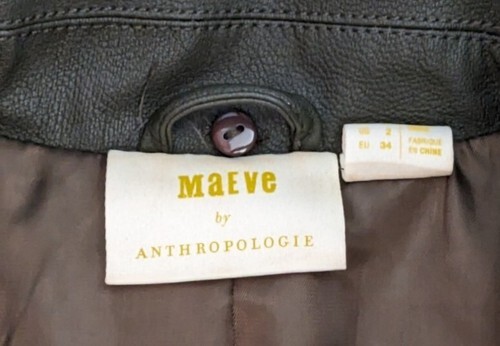 MaEVe
by
ANTHROPOLOGIE
US 2
EU 34
FABRIQUÉ
EN CHINE